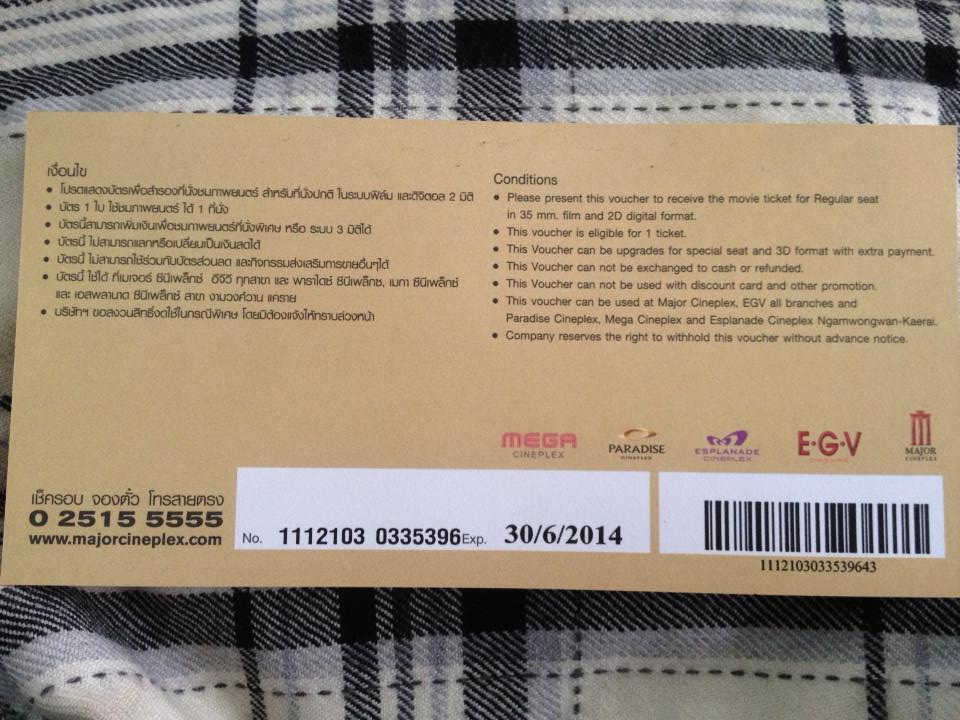 เงื่อนไข
• โปรดแสดงบัตรเพื่อสำรองที่นั่งชมภาพยนตร์ สำหรับที่นั่งปกติ ในระบบฟิล์ม และดิจิตอล 2 มิติ
• บัตร 1 ใบ ใช้ชมภาพยนตร์ ได้ 1 ที่นั่ง
• บัตรนี้สามารถเพิ่มเงินเพื่อชมภาพยนตร์ที่นั่งพิเศษ หรือ ระบบ 3 มิติได้
• บัตรนี้ ไม่สามารถแลกหรือเปลี่ยนเป็นเงินสดได้
• บัตรนี้ ไม่สามารถใช้ร่วมกับบัตรส่วนลด และกิจกรรมส่งเสริมการขายอื่นๆได้
• บัตรนี้ ใช้ได้ ที่เมเจอร์ ซีนีเพล็กซ์ อีจีวี ทุกสาขา และ พาราไดซ์ ซีนีเพล็กซ์, เมกา ซีนีเพล็กซ์
และ เอสพลานาด ซีนีเพล็กซ์ สาขา งามวงศ์วาน แคราย
• บริษัทฯ ขอสงวนสิทธิ์งดใช้ในกรณีพิเศษ โดยมิต้องแจ้งให้ทราบล่วงหน้า
Conditions
• Please present this voucher to receive the movie ticket for Regular seat
in 35 mm. film and 2D digital format.
• This voucher is eligible for 1 ticket.
• This Voucher can be upgrades for special seat and 3D format with extra payment.
• This Voucher can not be exchanged to cash or refunded.
• This Voucher can not be used with discount card and other promotion.
• This voucher can be used at Major Cineplex, EGV all branches and
Paradise Cineplex, Mega Cineplex and Esplanade Cineplex Ngamwongwan-Kaerai.
• Company reserves the right to withhold this voucher without advance notice.
MEGA
CINEPLEX
PARADISE
CINEPLEX
ESPLANADE
CINEPLEX
E·G·V
MAJOR
CINEPLEX
เช็ครอบ จองตั๋ว โทรสายตรง
0 2515 5555
www.majorcineplex.com
No. 1112103 0335396 Exp. 30/6/2014
1112103033539643